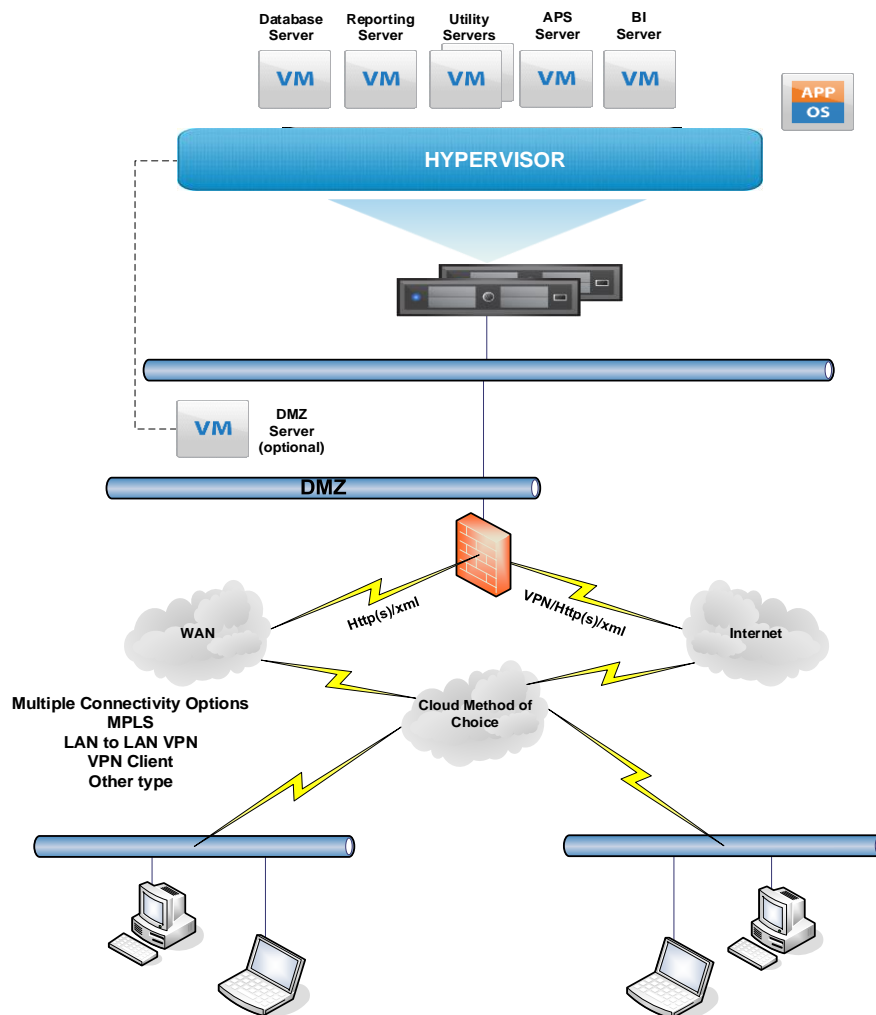 Database
Server
Reporting
Server
Utility
Servers
APS
Server
BI
Server
VM
VM
VM
VM
VM
APP
OS
HYPERVISOR
VM
DMZ
Server
(optional)
DMZ
Http(s)/xml
VPN/Http(s)/xml
WAN
Internet
Multiple Connectivity Options
MPLS
LAN to LAN VPN
VPN Client
Other type
Cloud Method of
Choice